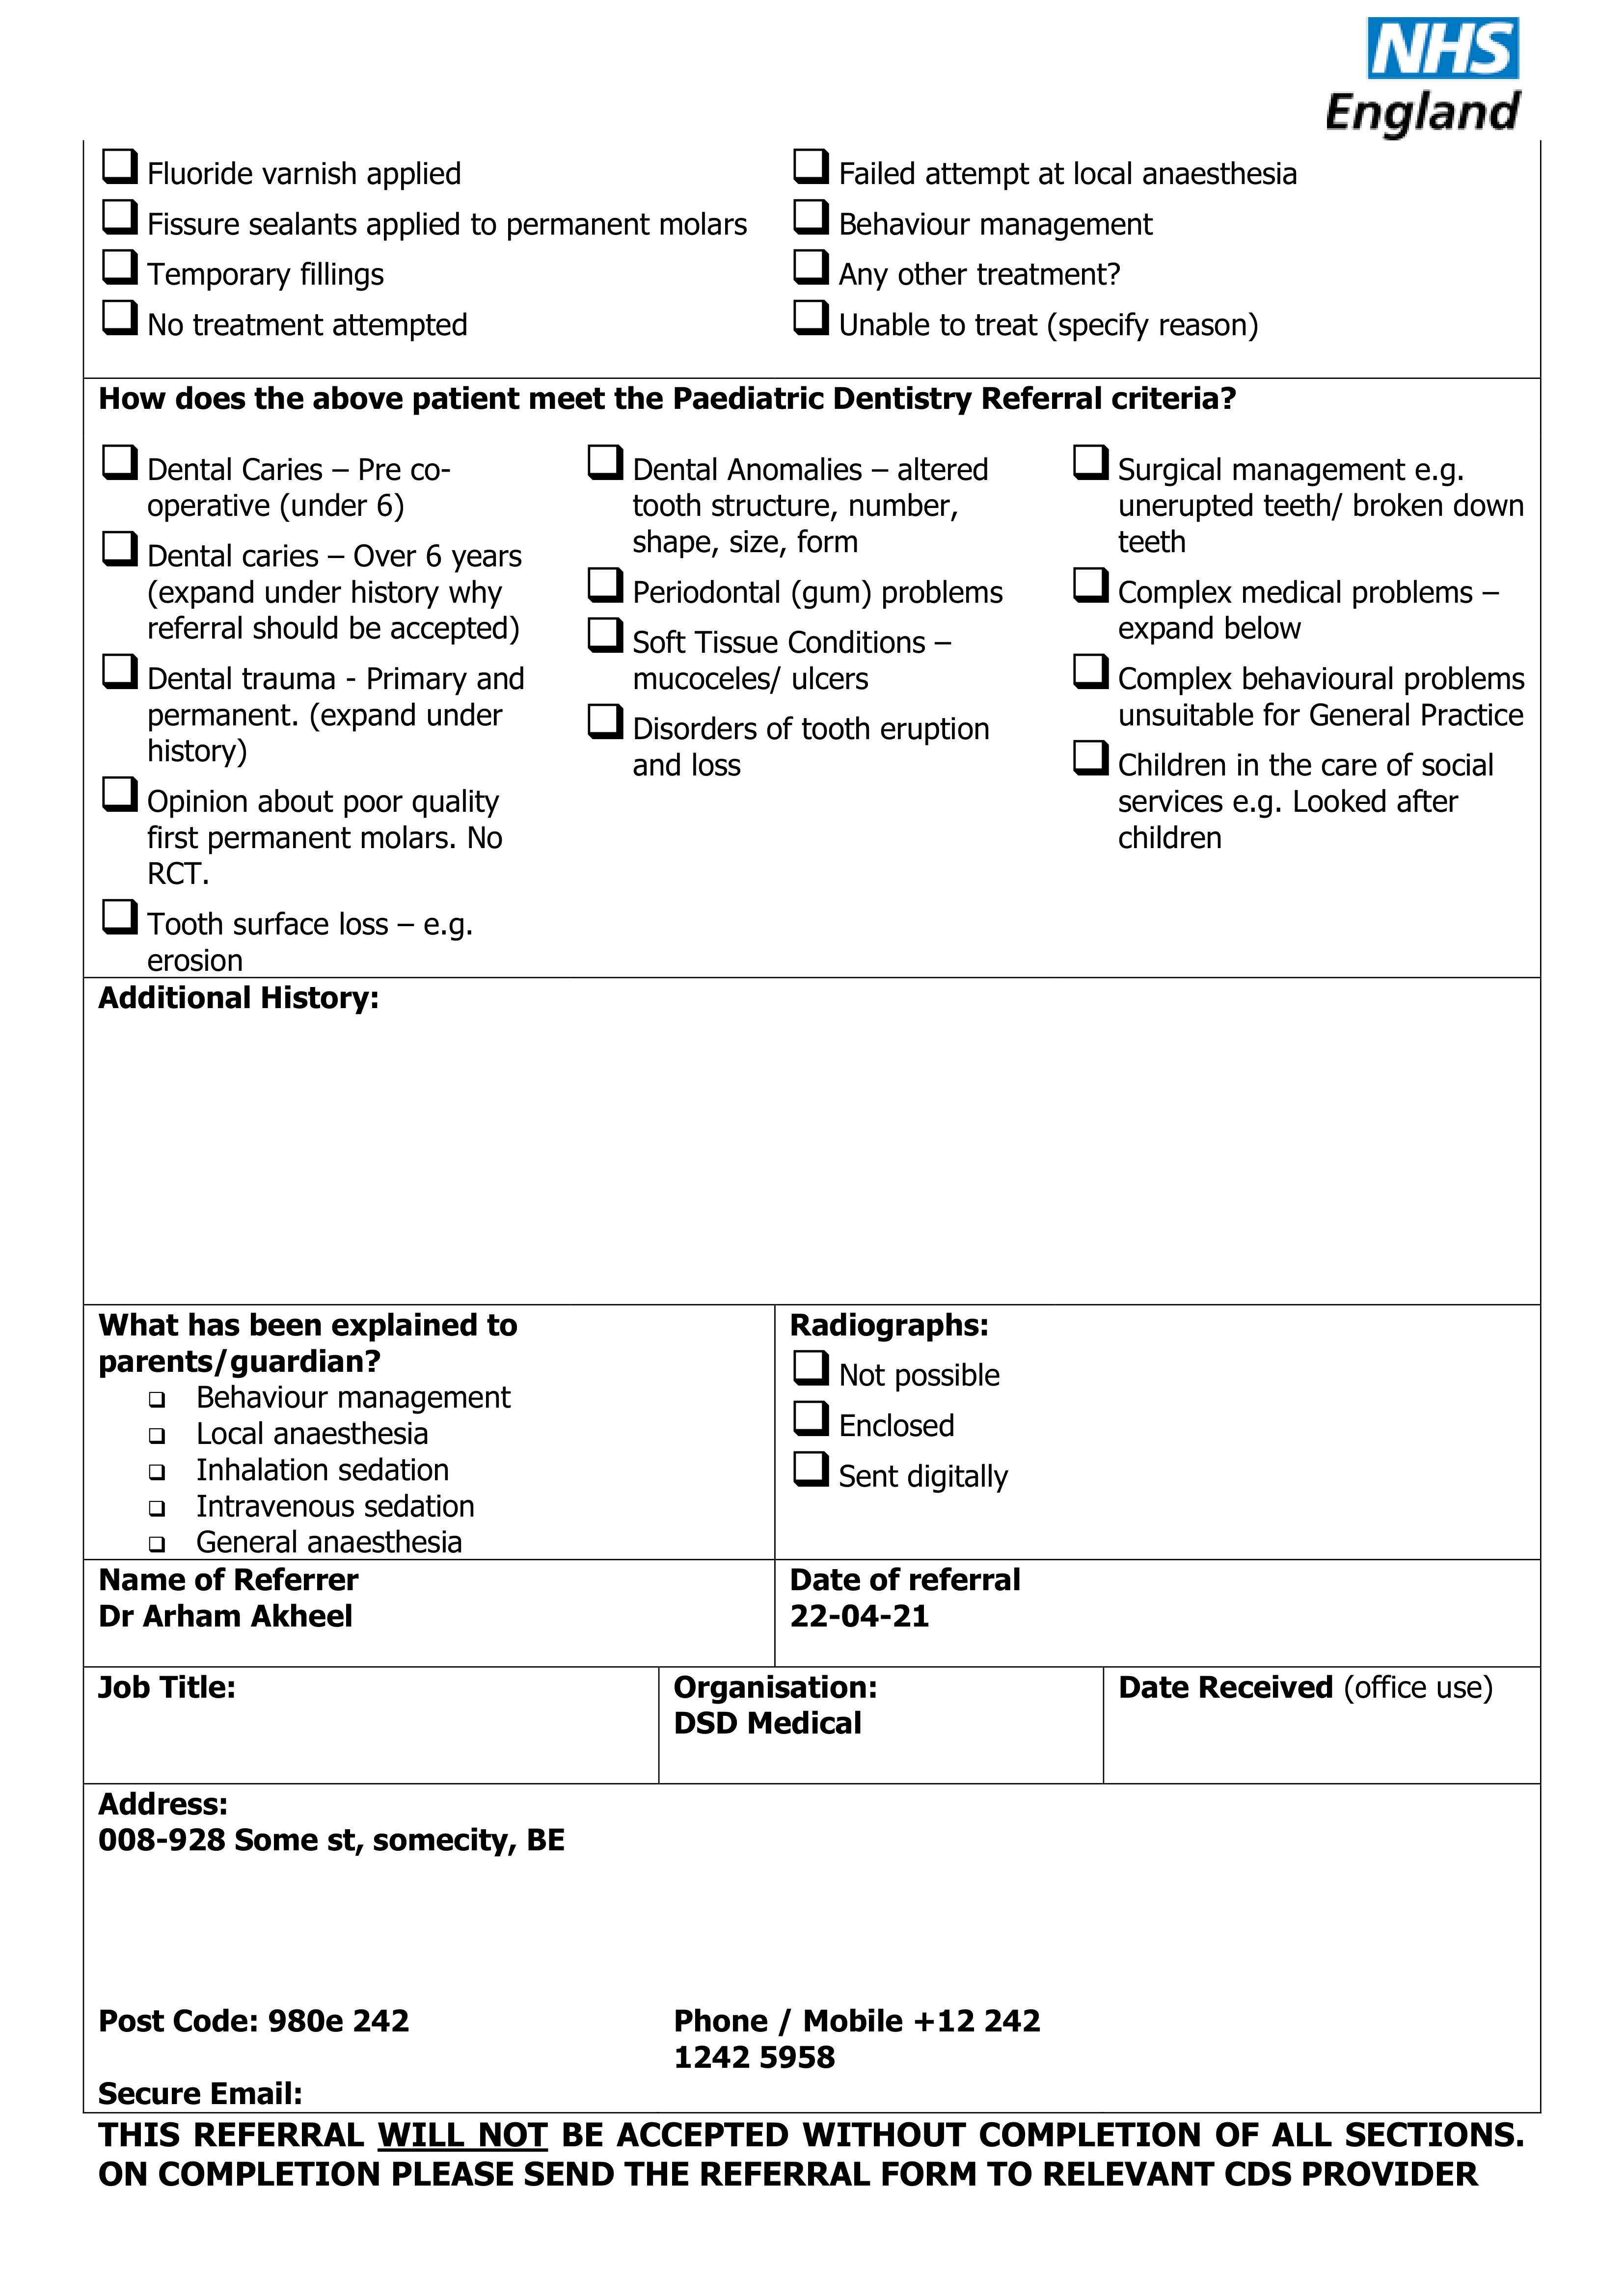 NHS
England
Fluoride varnish applied
Fissure sealants applied to permanent molars
Temporary fillings
No treatment attempted
Failed attempt at local anaesthesia
Behaviour management
Any other treatment?
Unable to treat (specify reason)
How does the above patient meet the Paediatric Dentistry Referral criteria?
Dental Caries – Pre co-
operative (under 6)
Dental caries – Over 6 years
(expand under history why
referral should be accepted)
Dental trauma - Primary and
permanent. (expand under
history)
Opinion about poor quality
first permanent molars. No
RCT.
Tooth surface loss – e.g.
erosion
Dental Anomalies – altered
tooth structure, number,
shape, size, form
Periodontal (gum) problems
Soft Tissue Conditions –
mucoceles/ ulcers
Disorders of tooth eruption
and loss
Surgical management e.g.
unerupted teeth/ broken down
teeth
Complex medical problems –
expand below
Complex behavioural problems
unsuitable for General Practice
Children in the care of social
services e.g. Looked after
children
Additional History:
What has been explained to
parents/guardian?
Behaviour management
Local anaesthesia
Inhalation sedation
Intravenous sedation
General anaesthesia
Radiographs:
Not possible
Enclosed
Sent digitally
Name of Referrer
Dr Arham Akheel
Date of referral
22-04-21
Job Title:
Organisation:
DSD Medical
Date Received (office use)
Address:
008-928 Some st, somecity, BE
Post Code: 980e 242
Phone / Mobile +12 242
1242 5958
Secure Email:
THIS REFERRAL WILL NOT BE ACCEPTED WITHOUT COMPLETION OF ALL SECTIONS.
ON COMPLETION PLEASE SEND THE REFERRAL FORM TO RELEVANT CDS PROVIDER